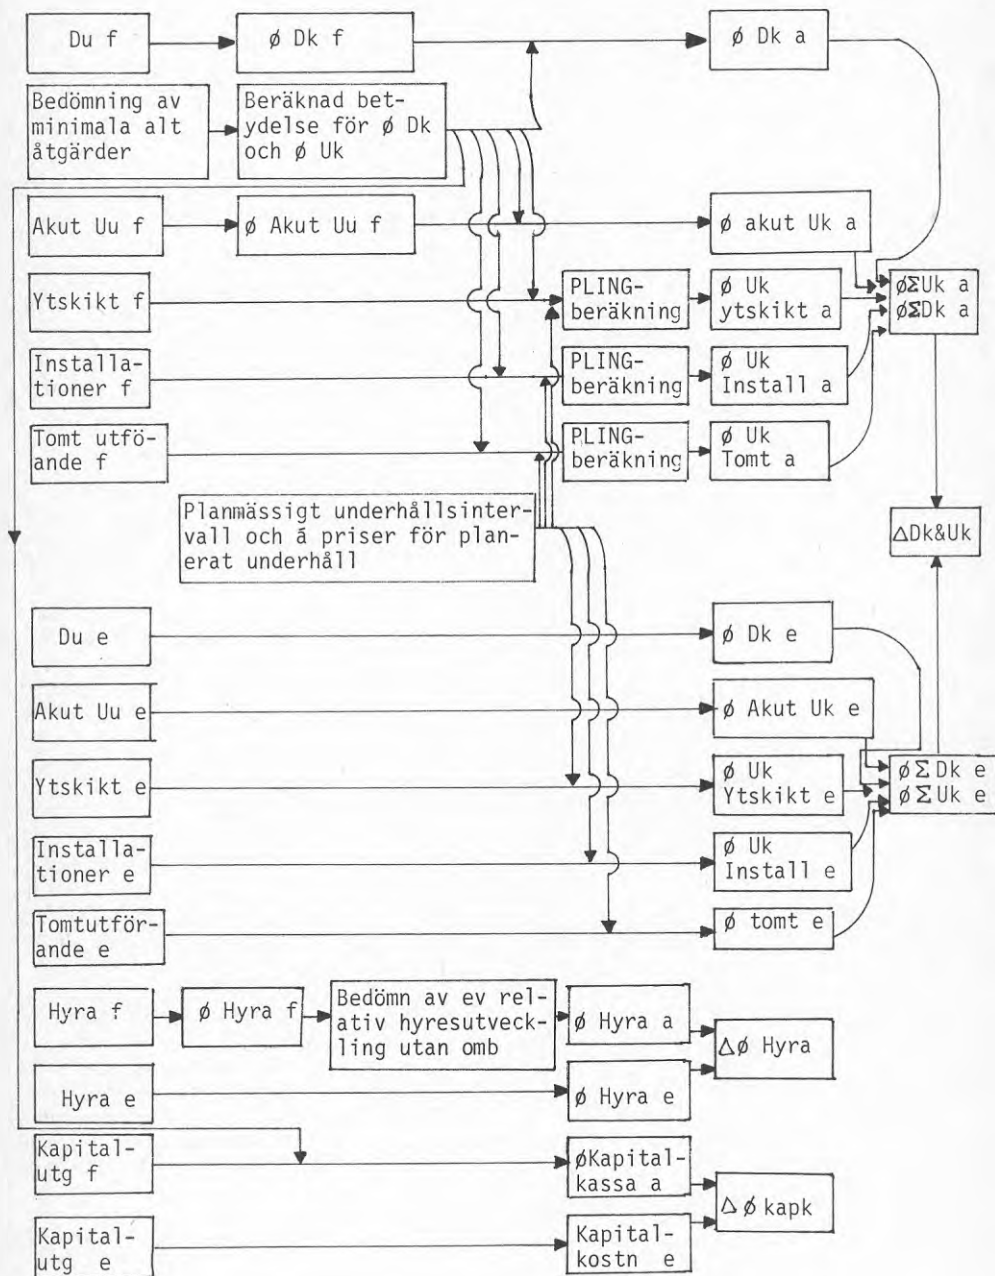 Du f
ø Dk f
ø Dk a
Bedömning av
minimala alt
åtgärder
Beräknad bet-
ydelse för ø Dk
och ø Uk
Akut Uu f
ø Akut Uu f
ø akut Uk a
Ytskikt f
PLING-
beräkning
ø Uk
ytskikt a
øΣUk a
øΣDk a
Installa-
tioner f
PLING-
beräkning
ø Uk
Install a
Tomt utfö-
ande f
PLING-
beräkning
ø Uk
Tomt a
Planmässigt underhållsinter-
vall och á priser för plan-
erat underhåll
ΔDk&Uk
Du e
ø Dk e
Akut Uu e
ø Akut Uk e
Ytskikt e
ø Uk
Ytskikt e
øΣ Dk e
øΣ Uk e
Installa-
tioner e
ø Uk
Install e
Tomtutför-
ande e
ø tomt e
Hyra f
ø Hyra f
Bedömn av ev rel-
ativ hyresutveck-
ling utan omb
ø Hyra a
Δø Hyra
Hyra e
ø Hyra e
Kapital-
utg f
øKapital-
kassa a
Δ ø kapk
Kapital-
utg e
Kapital-
kostn e